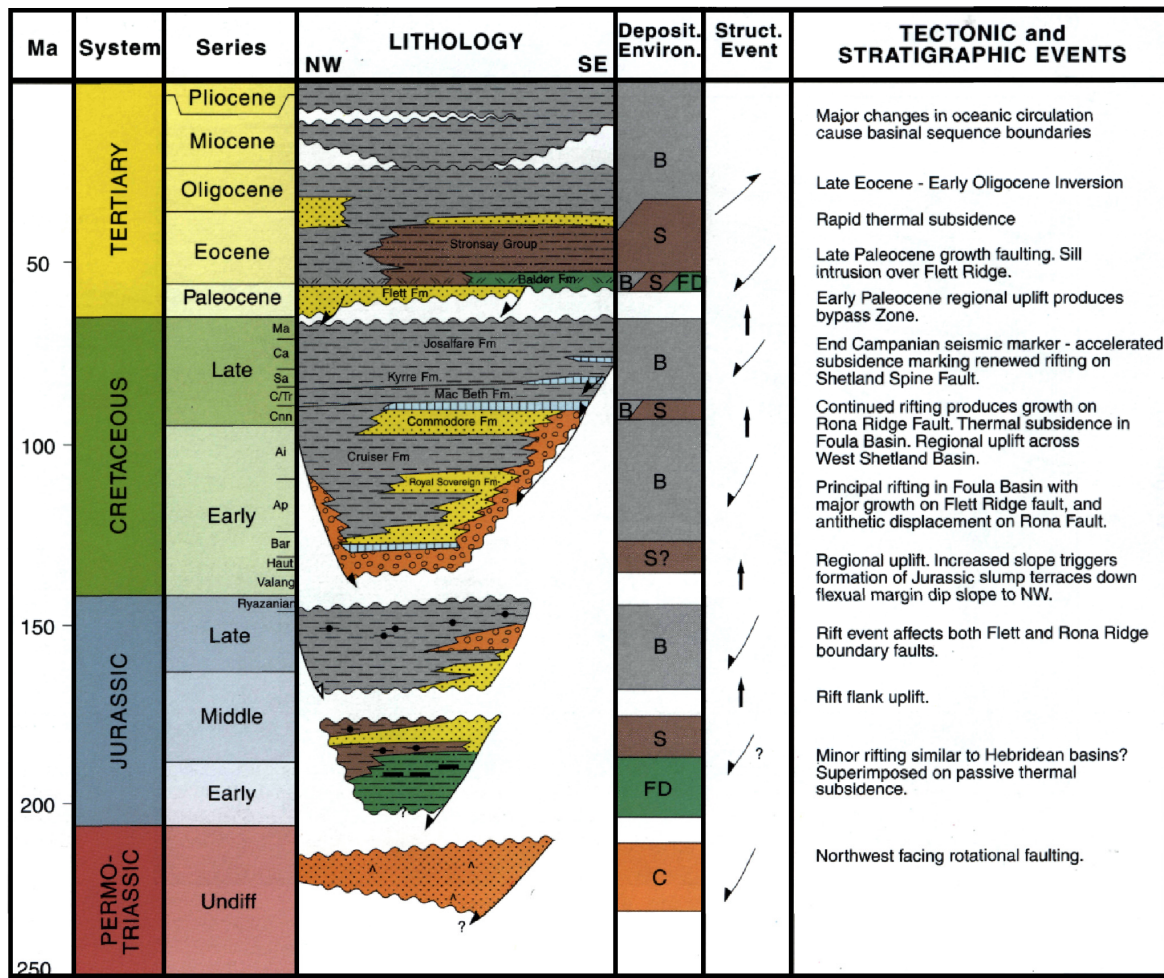 Ma
System
Series
LITHOLOGY
NW
SE
Deposit.
Environ.
Struct.
Event
TECTONIC and
STRATIGRAPHIC EVENTS
50
100
150
200
250
TERTIARY
CRETACEOUS
JURASSIC
PERMO-
TRIASSIC
Pliocene
Miocene
Oligocene
Eocene
Paleocene
Late
Ma
Ca
Sa
C/Tr
Cnn
Early
Ai
Ap
Bar
Haut
Valang
Ryazanian
Late
Middle
Early
Undiff
Stronsay Group
Balder Fm
Flett Fm
Josalfare Fm
Kyrre Fm.
Mac Beth Fm.
Commodore Fm
Cruiser Fm
Royal Sovereign Fm
?
?
B
S
B S FD
B
B S
B
S?
B
S
FD
C
?
Major changes in oceanic circulation
cause basinal sequence boundaries
Late Eocene - Early Oligocene Inversion
Rapid thermal subsidence
Late Paleocene growth faulting. Sill
intrusion over Flett Ridge.
Early Paleocene regional uplift produces
bypass Zone.
End Campanian seismic marker - accelerated
subsidence marking renewed rifting on
Shetland Spine Fault.
Continued rifting produces growth on
Rona Ridge Fault. Thermal subsidence in
Foula Basin. Regional uplift across
West Shetland Basin.
Principal rifting in Foula Basin with
major growth on Flett Ridge fault, and
antithetic displacement on Rona Fault.
Regional uplift. Increased slope triggers
formation of Jurassic slump terraces down
flexual margin dip slope to NW.
Rift event affects both Flett and Rona Ridge
boundary faults.
Rift flank uplift.
Minor rifting similar to Hebridean basins?
Superimposed on passive thermal
subsidence.
Northwest facing rotational faulting.